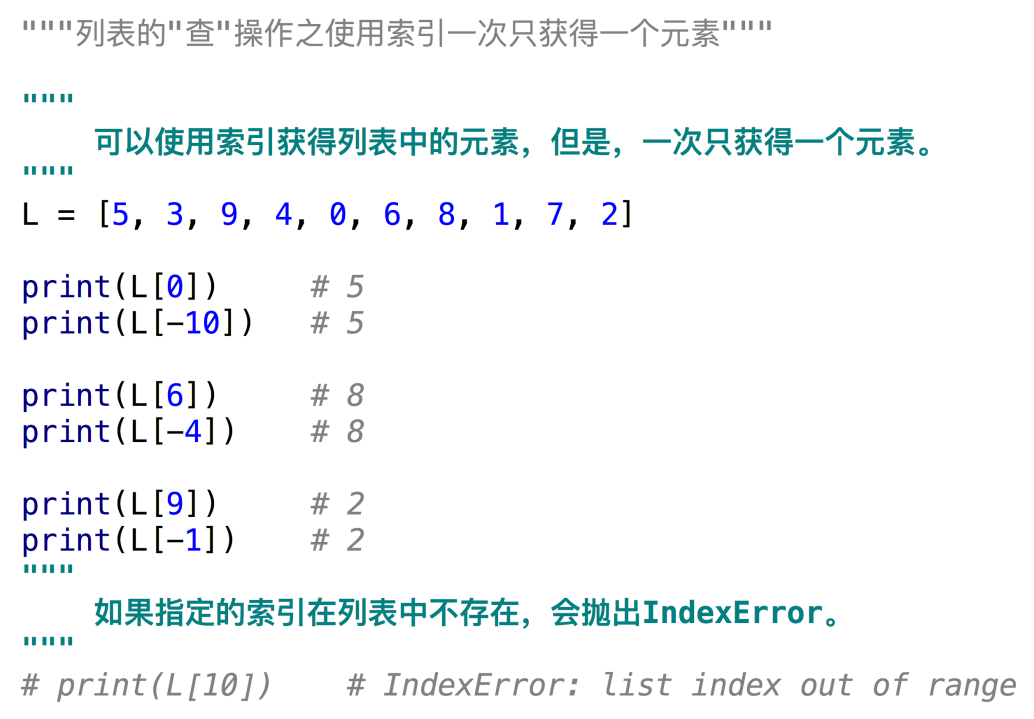 """列表的"查"操作之使用索引一次只获得一个元素"""
"""
    可以使用索引获得列表中的元素，但是，一次只获得一个元素。
"""
L = [5, 3, 9, 4, 0, 6, 8, 1, 7, 2]
print(L[0])     # 5
print(L[-10])   # 5
print(L[6])     # 8
print(L[-4])    # 8
print(L[9])     # 2
print(L[-1])    # 2
"""
    如果指定的索引在列表中不存在，会抛出IndexError。
"""
# print(L[10])    # IndexError: list index out of range